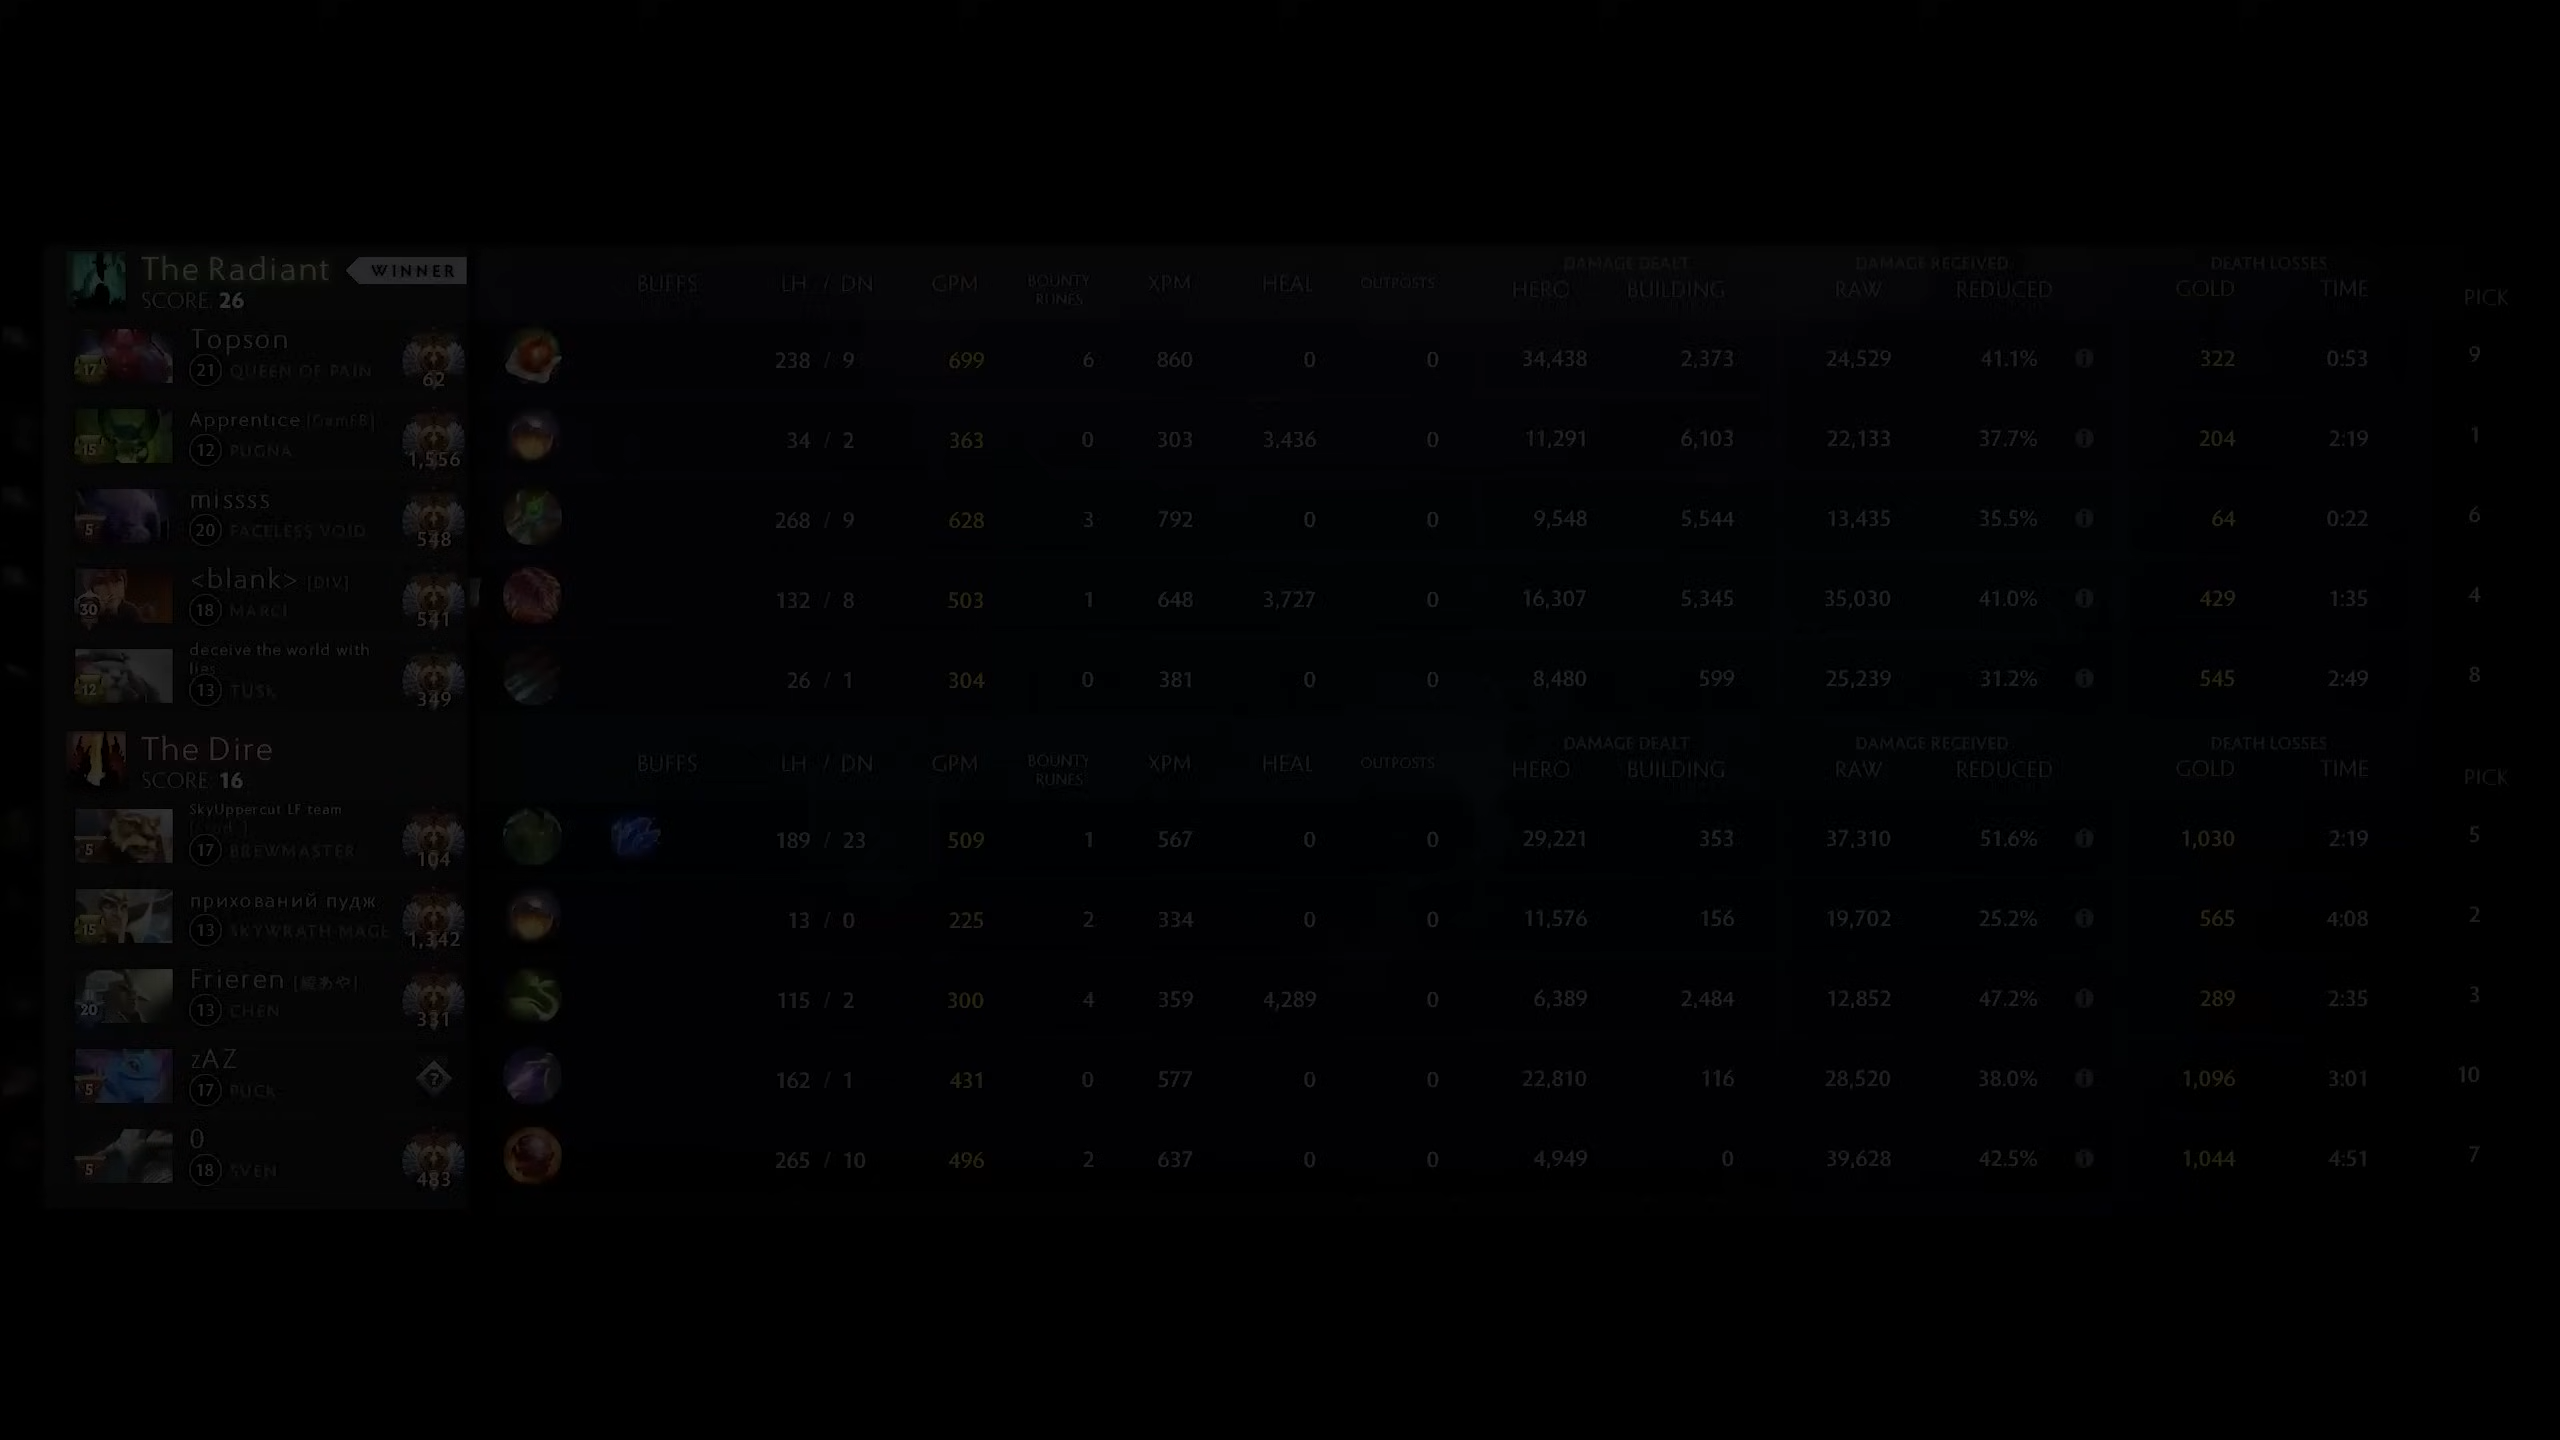 The Radiant WINNER
SCORE: 26
BUFFS LH / DN GPM BOUNTY RUNES XPM HEAL OUTPOSTS DAMAGE DEALT HERO BUILDING DAMAGE RECEIVED RAW REDUCED DEATH LOSSES GOLD TIME PICK
17 Topson 21 QUEEN OF PAIN 62 238 / 9 699 6 860 0 0 34,438 2,373 24,529 41.1% 322 0:53 9
15 Apprentice 12 PUGNA 1,556 34 / 2 363 0 303 3,436 0 11,291 6,103 22,133 37.7% 204 2:19 1
5 missss 20 FACELESS VOID 548 268 / 9 628 3 792 0 0 9,548 5,544 13,435 35.5% 64 0:22 6
30 <blank> [DIV] 18 MARCI 541 132 / 8 503 1 648 3,727 0 16,307 5,345 35,030 41.0% 429 1:35 4
12 deceive the world with lies 13 TUSK 349 26 / 1 304 0 381 0 0 8,480 599 25,239 31.2% 545 2:49 8
The Dire
SCORE: 16
BUFFS LH / DN GPM BOUNTY RUNES XPM HEAL OUTPOSTS DAMAGE DEALT HERO BUILDING DAMAGE RECEIVED RAW REDUCED DEATH LOSSES GOLD TIME PICK
5 SkyUppercut LF team 17 BREWMASTER 104 189 / 23 509 1 567 0 0 29,221 353 37,310 51.6% 1,030 2:19 5
15 прихований пудж 13 SKYWRATH MAGE 1,342 13 / 0 225 2 334 0 0 11,576 156 19,702 25.2% 565 4:08 2
20 Frieren 13 CHEN 331 115 / 2 300 4 359 4,289 0 6,389 2,484 12,852 47.2% 289 2:35 3
5 zAZ 17 PUCK ? 162 / 1 431 0 577 0 0 22,810 116 28,520 38.0% 1,096 3:01 10
5 0 18 SVEN 483 265 / 10 496 2 637 0 0 4,949 0 39,628 42.5% 1,044 4:51 7